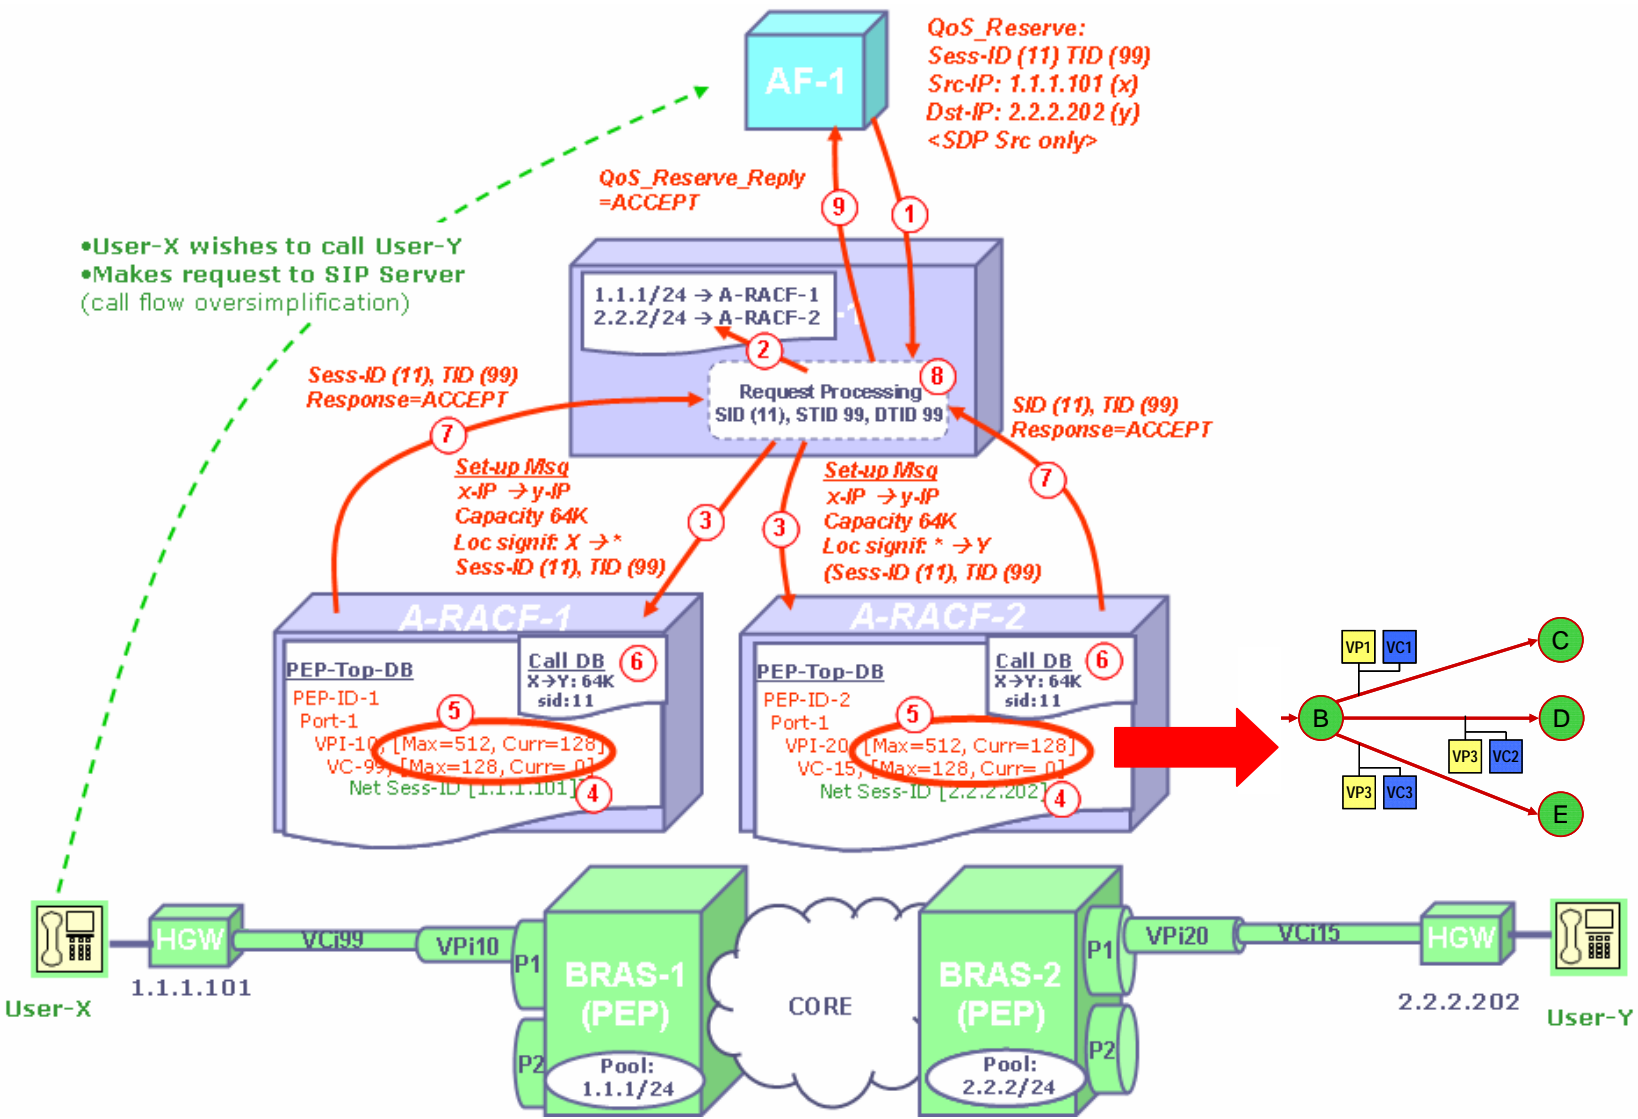 QoS_Reserve:
Sess-ID (11) TID (99)
Src-IP: 1.1.1.101 (x)
Dst-IP: 2.2.2.202 (y)
<SDP Src only>
AF-1
QoS_Reserve_Reply
=ACCEPT
9
1
•User-X wishes to call User-Y
•Makes request to SIP Server
(call flow oversimplification)
1.1.1/24 → A-RACF-1
2.2.2/24 → A-RACF-2
-1
2
8
Request Processing
SID (11), STID 99, DTID 99
Sess-ID (11), TID (99)
Response=ACCEPT
7
SID (11), TID (99)
Response=ACCEPT
7
Set-up Msq
x-IP → y-IP
Capacity 64K
Loc signif: X → *
Sess-ID (11), TID (99)
3
3
Set-up Msq
x-IP → y-IP
Capacity 64K
Loc signif: * → Y
(Sess-ID (11), TID (99)
A-RACF-1
PEP-Top-DB
PEP-ID-1
Port-1
VPI-10, [Max=512, Curr=128]
VC-99, [Max=128, Curr= 0]
Net Sess-ID [1.1.1.101]
Call DB
X→Y: 64K
sid:11
6
5
4
A-RACF-2
PEP-Top-DB
PEP-ID-2
Port-1
VPI-20, [Max=512, Curr=128]
VC-15, [Max=128, Curr= 0]
Net Sess-ID [2.2.2.202]
Call DB
X→Y: 64K
sid:11
6
5
4
VP1
VC1
C
B
D
VP3
VC2
VP3
VC3
E
HGW
VCi99
VPi10
P1
P2
BRAS-1
(PEP)
Pool:
1.1.1/24
CORE
BRAS-2
(PEP)
Pool:
2.2.2/24
P1
P2
VPi20
VCi15
HGW
1.1.1.101
User-X
2.2.2.202
User-Y